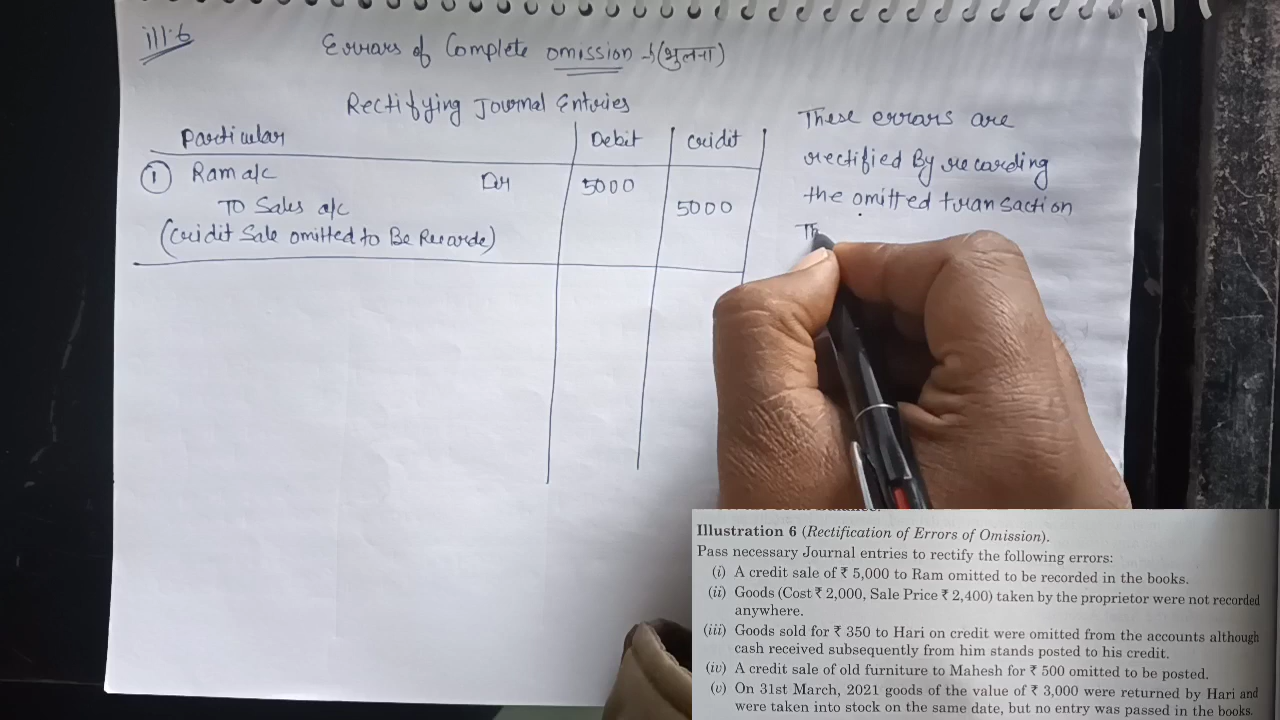 ill.6
Errors of Complete omission → (भुलना)
Rectifying Journal Entries
Particular Debit Cridit
① Ram a/c Dr 5000
To Sales a/c 5000
(Cridit Sale omitted to Be Recorde)
These errors are
rectified By recarding
the omitted transaction
Th
Illustration 6 (Rectification of Errors of Omission).
Pass necessary Journal entries to rectify the following errors:
(i) A credit sale of ₹ 5,000 to Ram omitted to be recorded in the books.
(ii) Goods (Cost ₹ 2,000, Sale Price ₹ 2,400) taken by the proprietor were not recorded
anywhere.
(iii) Goods sold for ₹ 350 to Hari on credit were omitted from the accounts although
cash received subsequently from him stands posted to his credit.
(iv) A credit sale of old furniture to Mahesh for ₹ 500 omitted to be posted.
(v) On 31st March, 2021 goods of the value of ₹ 3,000 were returned by Hari and
were taken into stock on the same date, but no entry was passed in the books.